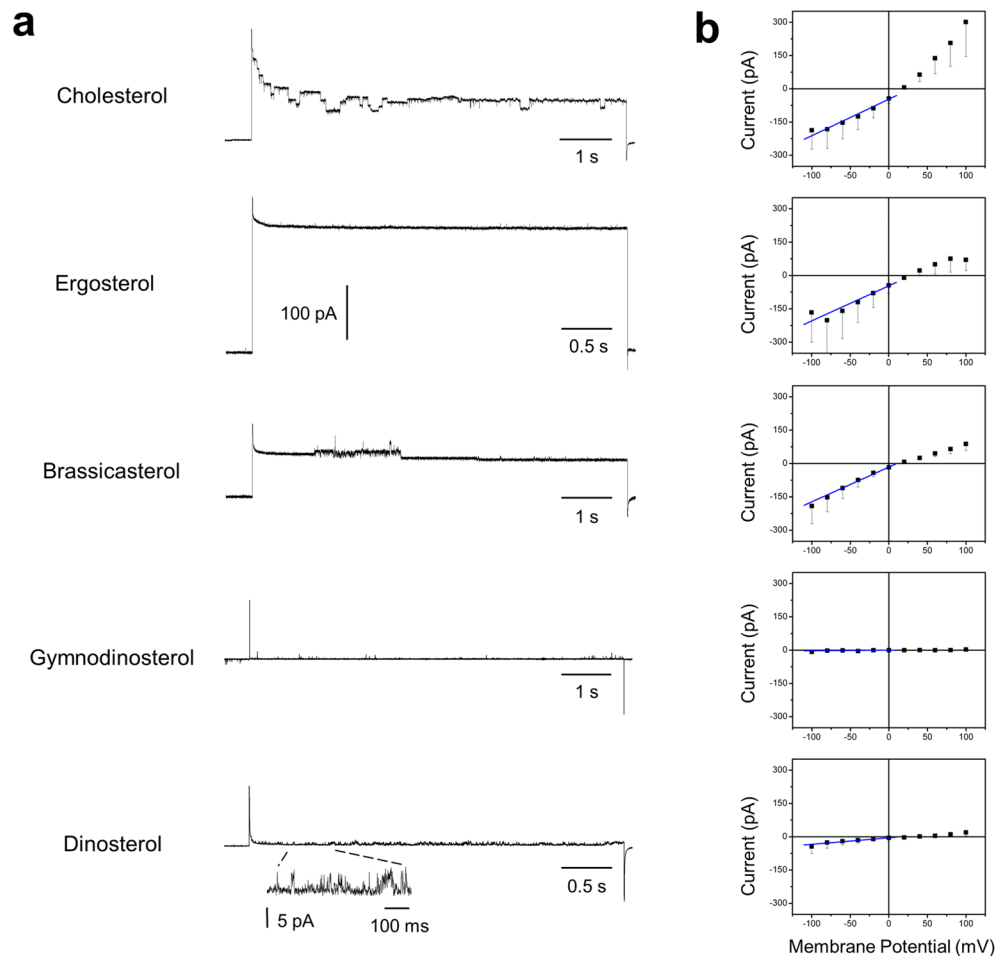 a
b
Cholesterol
1 s
Current (pA)
300
150
0
-150
-300
-100 -50 0 50 100
Ergosterol
100 pA
0.5 s
Current (pA)
300
150
0
-150
-300
-100 -50 0 50 100
Brassicasterol
1 s
Current (pA)
300
150
0
-150
-300
-100 -50 0 50 100
Gymnodinosterol
1 s
Current (pA)
300
150
0
-150
-300
-100 -50 0 50 100
Dinosterol
0.5 s
5 pA
100 ms
Current (pA)
300
150
0
-150
-300
-100 -50 0 50 100
Membrane Potential (mV)